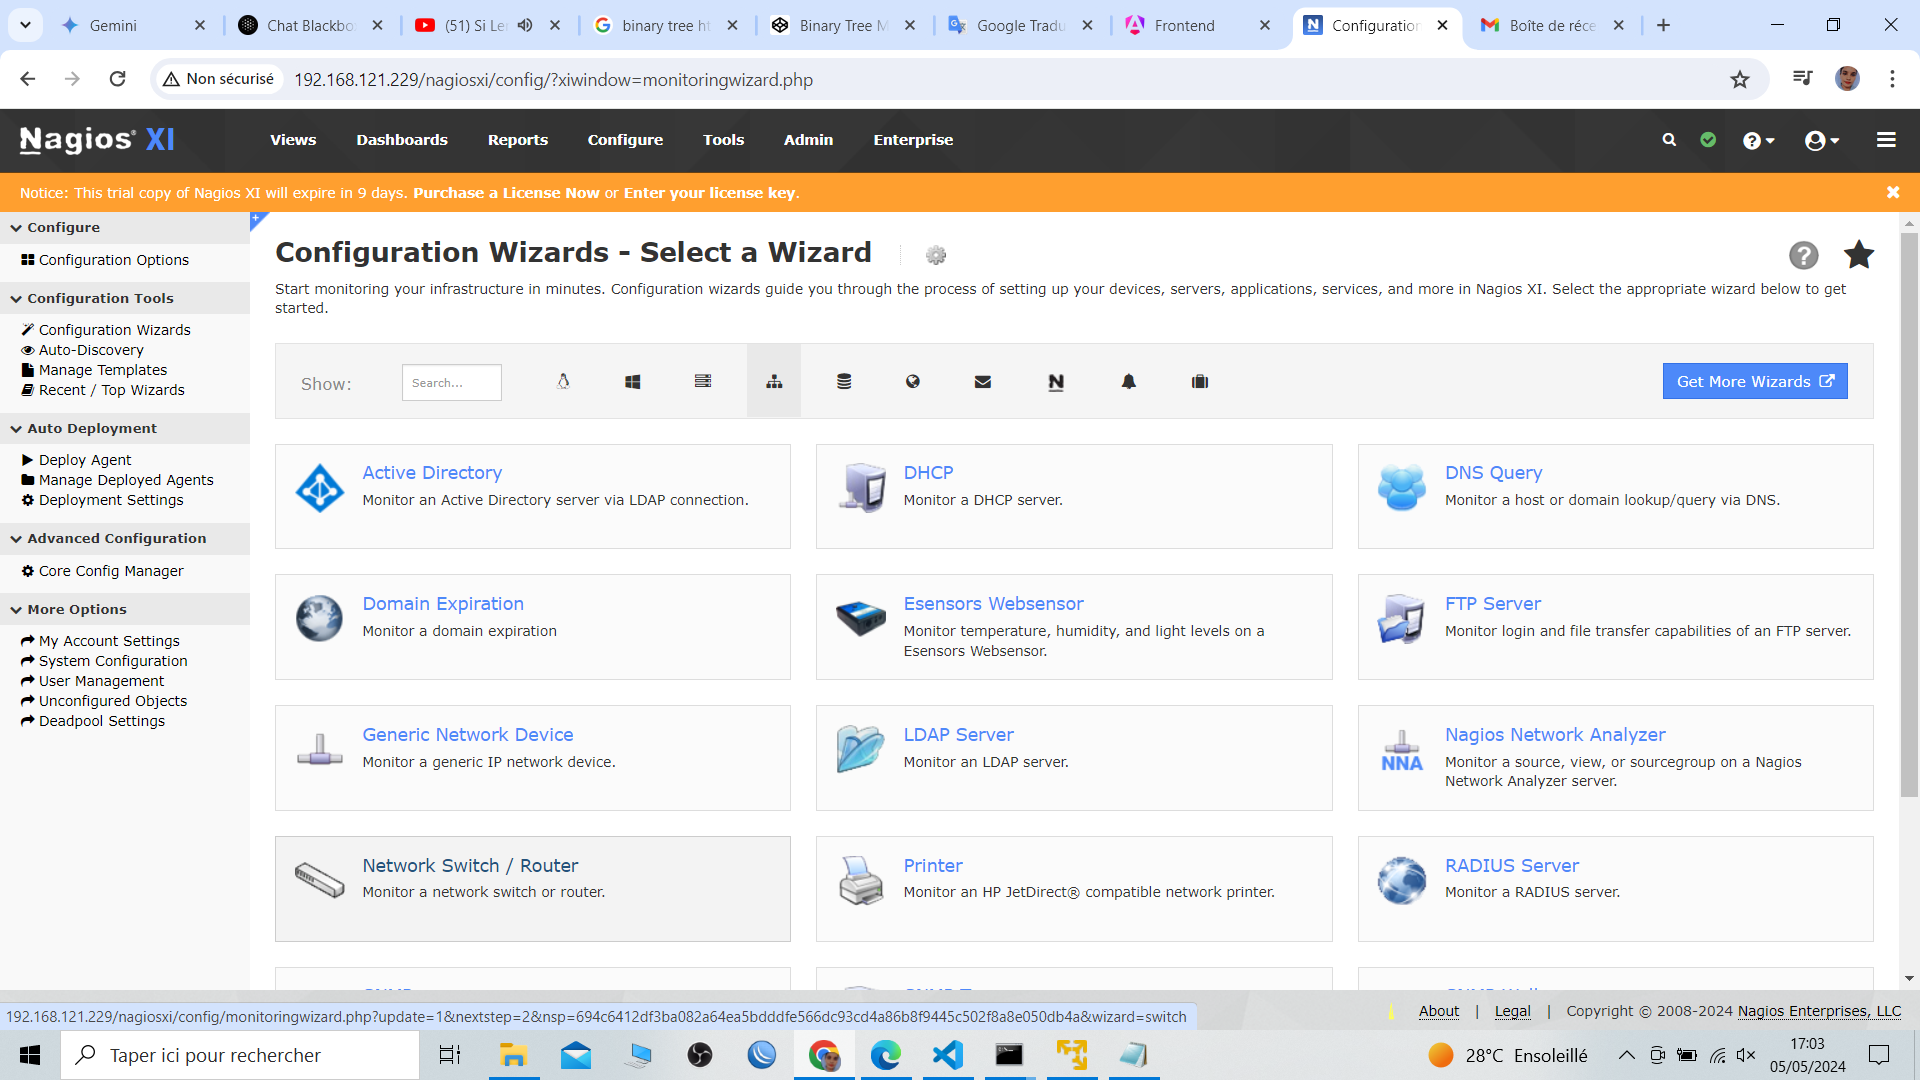 Gemini
Chat Blackbo
(51) Si Ler
binary tree ht
Binary Tree M
Google Tradu
Frontend
Configuration
Boîte de réce
Non sécurisé
192.168.121.229/nagiosxi/config/?xiwindow=monitoringwizard.php
Nagios® XI
Views
Dashboards
Reports
Configure
Tools
Admin
Enterprise
Notice: This trial copy of Nagios XI will expire in 9 days. Purchase a License Now or Enter your license key.
Configure
Configuration Options
Configuration Tools
Configuration Wizards
Auto-Discovery
Manage Templates
Recent / Top Wizards
Auto Deployment
Deploy Agent
Manage Deployed Agents
Deployment Settings
Advanced Configuration
Core Config Manager
More Options
My Account Settings
System Configuration
User Management
Unconfigured Objects
Deadpool Settings
Configuration Wizards - Select a Wizard
Start monitoring your infrastructure in minutes. Configuration wizards guide you through the process of setting up your devices, servers, applications, services, and more in Nagios XI. Select the appropriate wizard below to get
started.
Show:
Search...
N
Get More Wizards
Active Directory
Monitor an Active Directory server via LDAP connection.
DHCP
Monitor a DHCP server.
DNS Query
Monitor a host or domain lookup/query via DNS.
Domain Expiration
Monitor a domain expiration
Esensors Websensor
Monitor temperature, humidity, and light levels on a
Esensors Websensor.
FTP Server
Monitor login and file transfer capabilities of an FTP server.
Generic Network Device
Monitor a generic IP network device.
LDAP Server
Monitor an LDAP server.
NNA
Nagios Network Analyzer
Monitor a source, view, or sourcegroup on a Nagios
Network Analyzer server.
Network Switch / Router
Monitor a network switch or router.
Printer
Monitor an HP JetDirect® compatible network printer.
RADIUS Server
Monitor a RADIUS server.
192.168.121.229/nagiosxi/config/monitoringwizard.php?update=1&nextstep=2&nsp=694c6412df3ba082a64ea5bdddfe566dc93cd4a86b8f9445c502f8a8e050db4a&wizard=switch
About | Legal | Copyright © 2008-2024 Nagios Enterprises, LLC
Taper ici pour rechercher
28°C Ensoleillé
17:03
05/05/2024